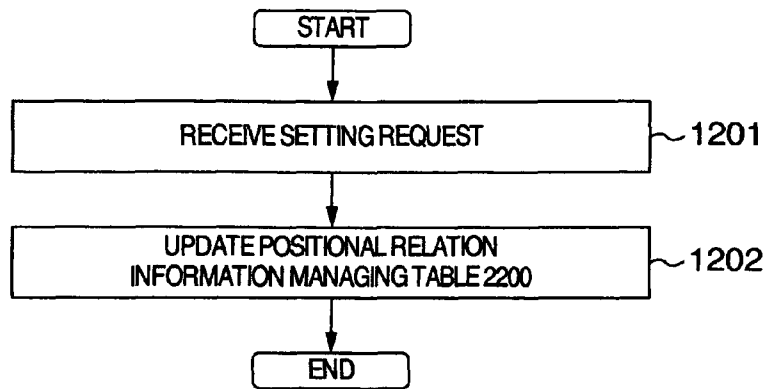 START
RECEIVE SETTING REQUEST
1201
UPDATE POSITIONAL RELATION
INFORMATION MANAGING TABLE 2200
1202
END